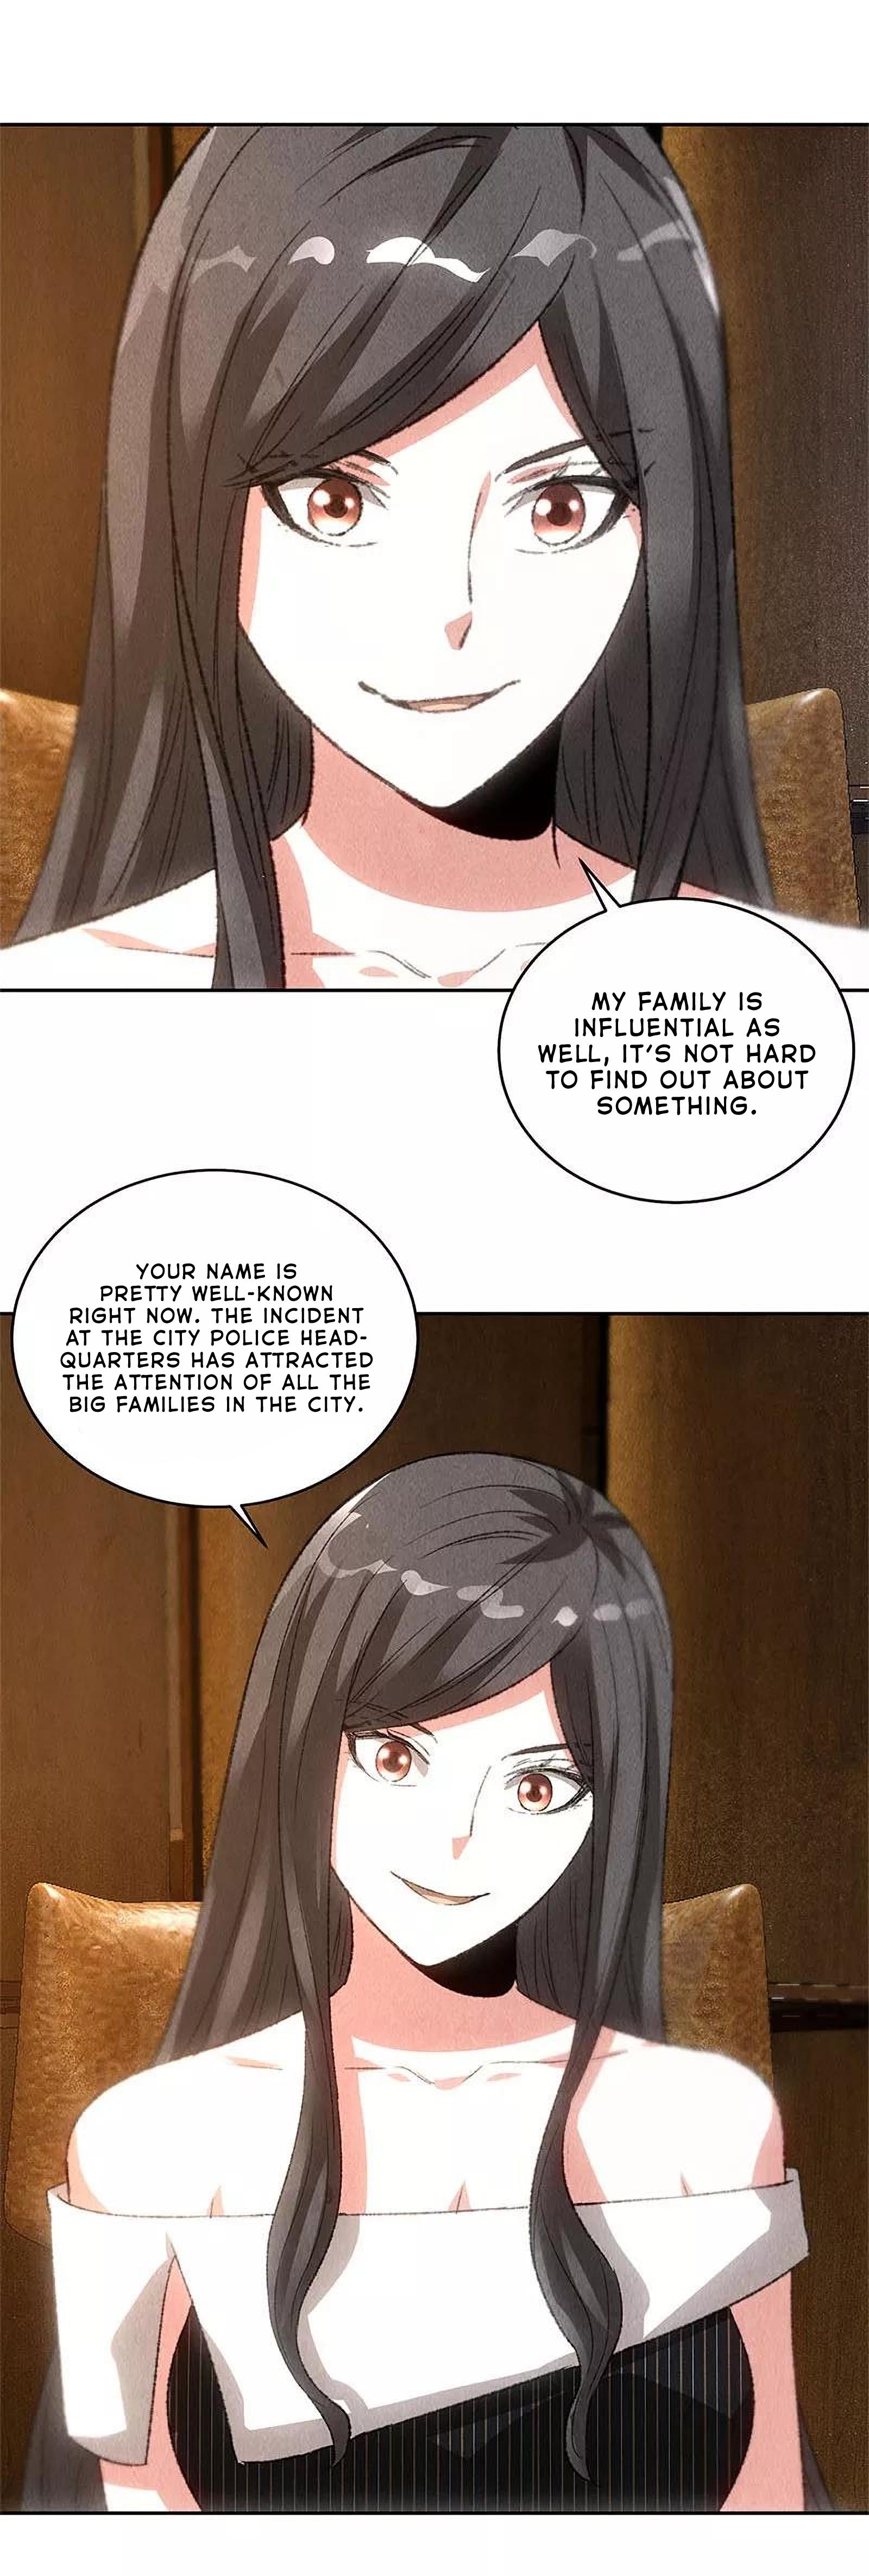 MY FAMILY IS
INFLUENTIAL AS
WELL, IT'S NOT HARD
TO FIND OUT ABOUT
SOMETHING.
YOUR NAME IS
PRETTY WELL-KNOWN
RIGHT NOW. THE INCIDENT
AT THE CITY POLICE HEAD-
QUARTERS HAS ATTRACTED
THE ATTENTION OF ALL THE
BIG FAMILIES IN THE CITY.